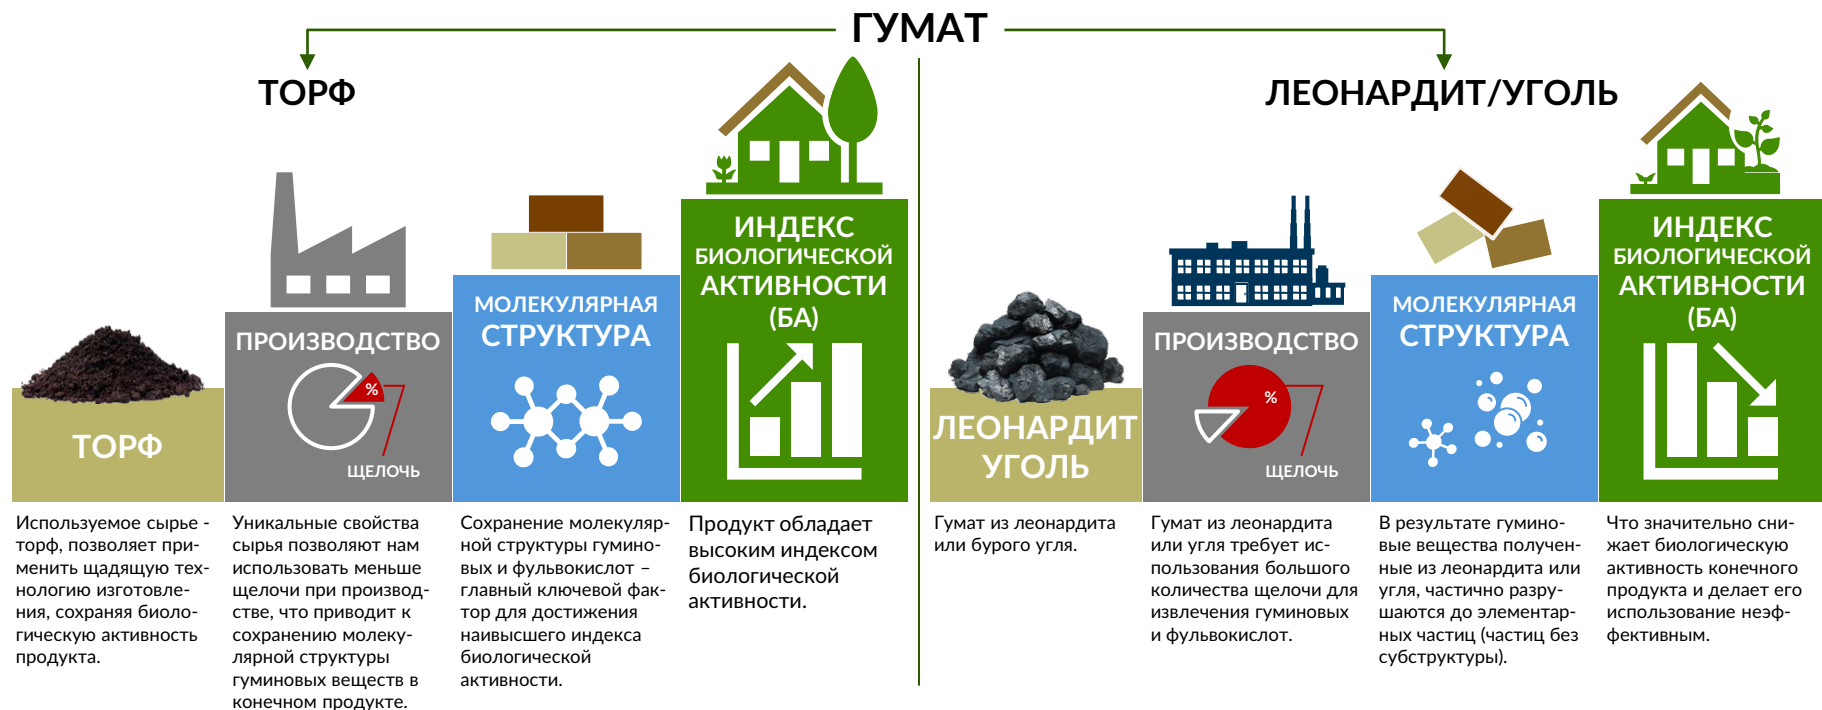 ГУМАТ
ТОРФ
ТОРФ
ПРОИЗВОДСТВО
%
ЩЕЛОЧЬ
МОЛЕКУЛЯРНАЯ
СТРУКТУРА
ИНДЕКС
БИОЛОГИЧЕСКОЙ
АКТИВНОСТИ
(БА)
Используемое сырье -
торф, позволяет при-
менить щадящую тех-
нологию изготовле-
ния, сохраняя биоло-
гическую активность
продукта.
Уникальные свойства
сырья позволяют нам
использовать меньше
щелочи при производ-
стве, что приводит к
сохранению молеку-
лярной структуры
гуминовых веществ в
конечном продукте.
Сохранение молекуляр-
ной структуры гумино-
вых и фульвокислот –
главный ключевой фак-
тор для достижения
наивысшего индекса
биологической
активности.
Продукт обладает
высоким индексом
биологической
активности.
ЛЕОНАРДИТ/УГОЛЬ
ЛЕОНАРДИТ
УГОЛЬ
ПРОИЗВОДСТВО
%
ЩЕЛОЧЬ
МОЛЕКУЛЯРНАЯ
СТРУКТУРА
ИНДЕКС
БИОЛОГИЧЕСКОЙ
АКТИВНОСТИ
(БА)
Гумат из леонардита
или бурого угля.
Гумат из леонардита
или угля требует ис-
пользования большого
количества щелочи для
извлечения гуминовых
и фульвокислот.
В результате гумино-
вые вещества получен-
ные из леонардита или
угля, частично разру-
шаются до элементар-
ных частиц (частиц без
субструктуры).
Что значительно сни-
жает биологическую
активность конечного
продукта и делает его
использование неэф-
фективным.